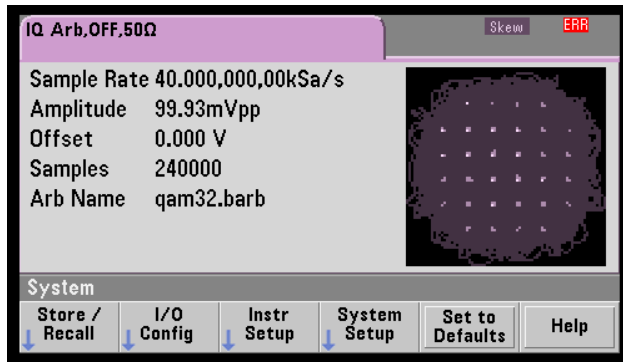 IQ Arb,OFF,50Ω
Skew
ERR
Sample Rate 40.000,000,00kSa/s
Amplitude 99.93mVpp
Offset 0.000 V
Samples 240000
Arb Name qam32.barb
System
Store / Recall
I/O Config
Instr Setup
System Setup
Set to Defaults
Help